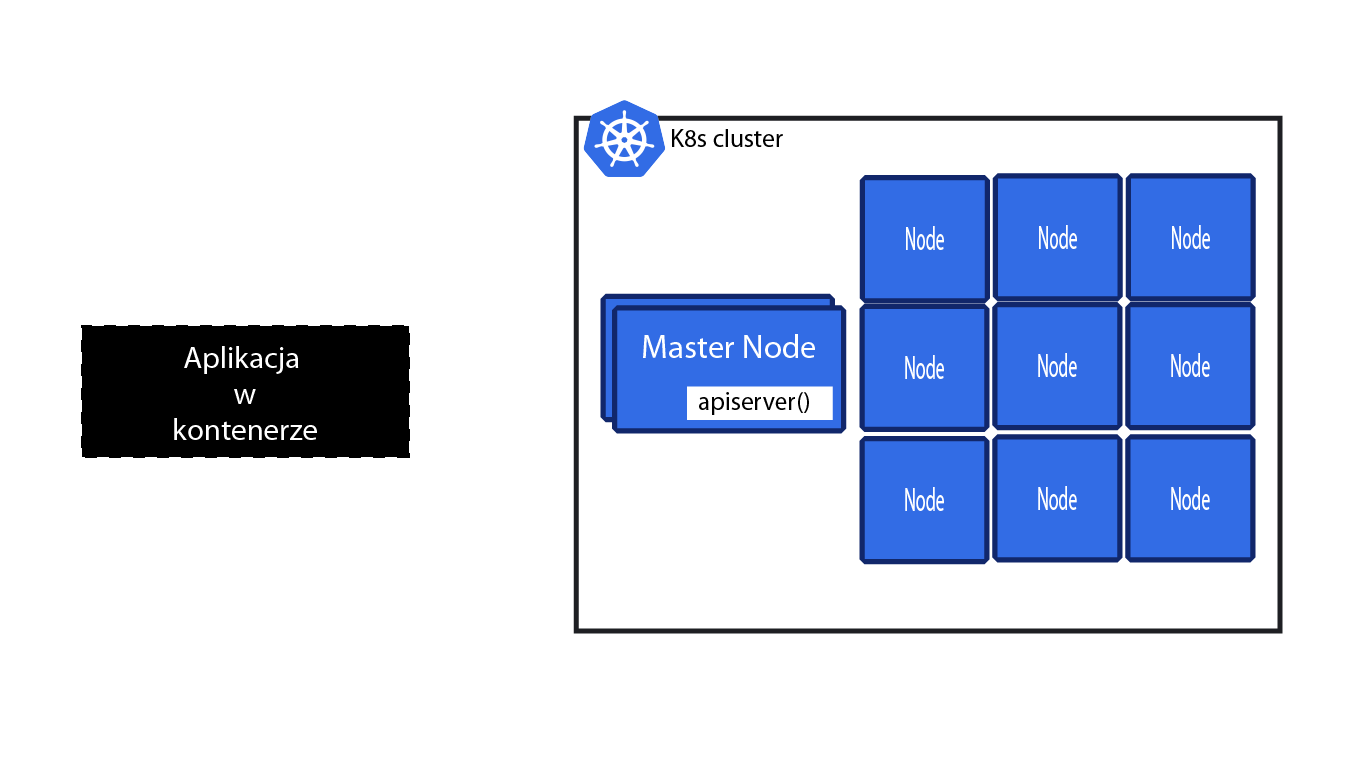 K8s cluster
Aplikacja
w
kontenerze
Master Node
apiserver()
Node
Node
Node
Node
Node
Node
Node
Node
Node